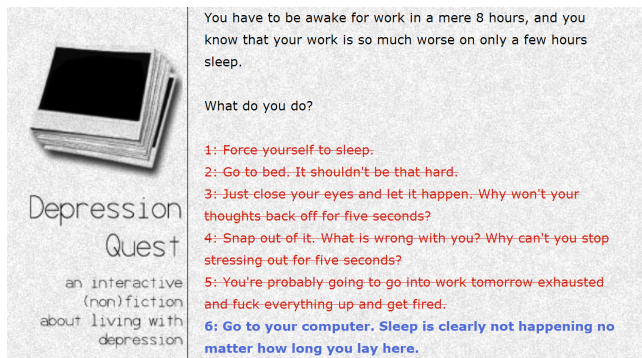 You have to be awake for work in a mere 8 hours, and you
know that your work is so much worse on only a few hours
sleep.
What do you do?
1: Force yourself to sleep.
2: Go to bed. It shouldn't be that hard.
3: Just close your eyes and let it happen. Why won't your
thoughts back off for five seconds?
4: Snap out of it. What is wrong with you? Why can't you stop
stressing out for five seconds?
5: You're probably going to go into work tomorrow exhausted
and fuck everything up and get fired.
6: Go to your computer. Sleep is clearly not happening no
matter how long you lay here.
Depression
Quest
an interactive
(non)fiction
about living with
depression